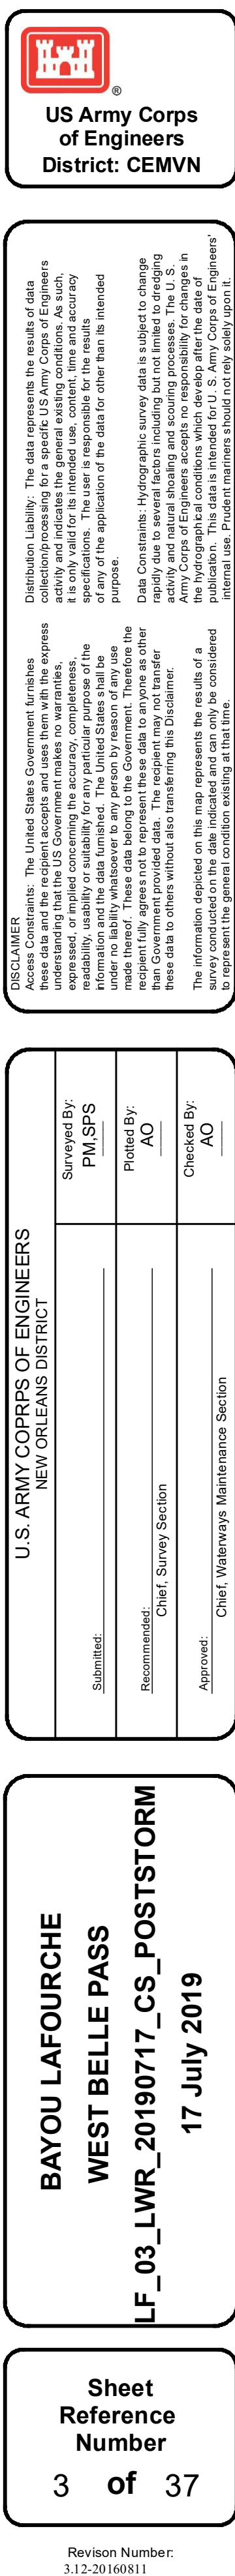 US Army Corps
of Engineers
District: CEMVN
®
DISCLAIMER
Access Constraints: The United States Government furnishes
these data and the recipient accepts and uses them with the express
understanding that the US Government makes no warranties,
expressed, or implied concerning the accuracy, completeness,
readability, usability or suitability for any particular purpose of the
information and the data furnished. The United States shall be
under no liability whatsoever to any person by reason of any use
made thereof. These data belong to the Government. Therefore the
recipient fully agrees not to represent these data to anyone as other
than Government provided data. The recipient may not transfer
these data to others without also transferring this Disclaimer.
The information depicted on this map represents the results of a
survey conducted on the date indicated and can only be considered
to represent the general condition existing at that time.
Distribution Liability: The data represents the results of data
collection/processing for a specific US Army Corps of Engineers
activity and indicates the general existing conditions. As such,
it is only valid for its intended use, content, time and accuracy
specifications. The user is responsible for the results
of any of the application of the data for other than its intended
purpose.
Data Constraints: Hydrographic survey data is subject to change
rapidly due to several factors including but not limited to dredging
activity and natural shoaling and scouring processes. The U. S.
Army Corps of Engineers accepts no responsibility for changes in
the hydrographical conditions which develop after the date of
publication. This data is intended for U. S. Army Corps of Engineers'
internal use. Prudent mariners should not rely solely upon it.
U.S. ARMY COPRPS OF ENGINEERS
NEW ORLEANS DISTRICT
Submitted:
Surveyed By:
PM,SPS
Recommended:
Chief, Survey Section
Plotted By:
AO
Approved:
Chief, Waterways Maintenance Section
Checked By:
AO
BAYOU LAFOURCHE
WEST BELLE PASS
LF_03_LWR_20190717_CS_POSTSTORM
17 July 2019
Sheet
Reference
Number
3 of 37
Revison Number:
3.12-20160811